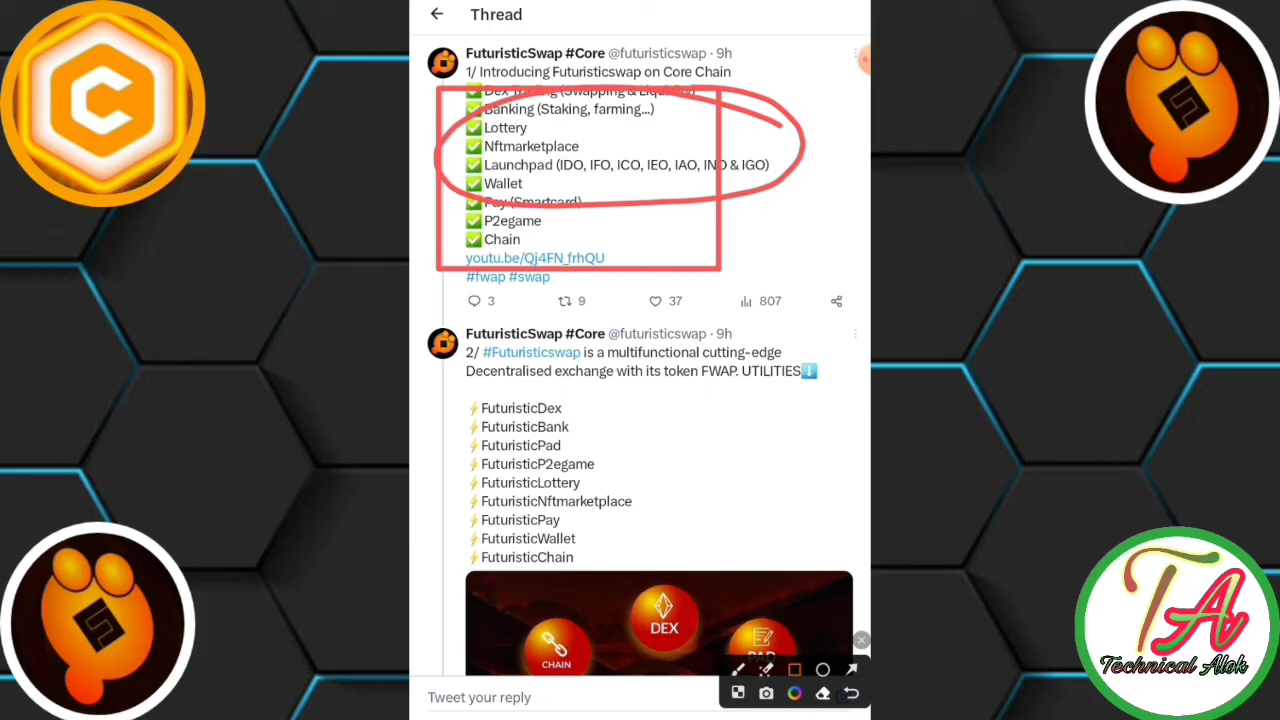 Thread
FuturisticSwap #Core @futuristicswap · 9h
1/ Introducing Futuristicswap on Core Chain
✅ Dex Trading (Swapping & Liquidity)
✅ Banking (Staking, farming...)
✅ Lottery
✅ Nftmarketplace
✅ Launchpad (IDO, IFO, ICO, IEO, IAO, INO & IGO)
✅ Wallet
✅ Pay (Smartcard)
✅ P2egame
✅ Chain
youtu.be/Qj4FN_frhQU
#fwap #swap
3 9 37 807
FuturisticSwap #Core @futuristicswap · 9h
2/ #Futuristicswap is a multifunctional cutting-edge
Decentralised exchange with its token FWAP. UTILITIES⬇️
⚡FuturisticDex
⚡FuturisticBank
⚡FuturisticPad
⚡FuturisticP2egame
⚡FuturisticLottery
⚡FuturisticNftmarketplace
⚡FuturisticPay
⚡FuturisticWallet
⚡FuturisticChain
DEX
CHAIN
PAD
Tweet your reply
TA
Technical Alok